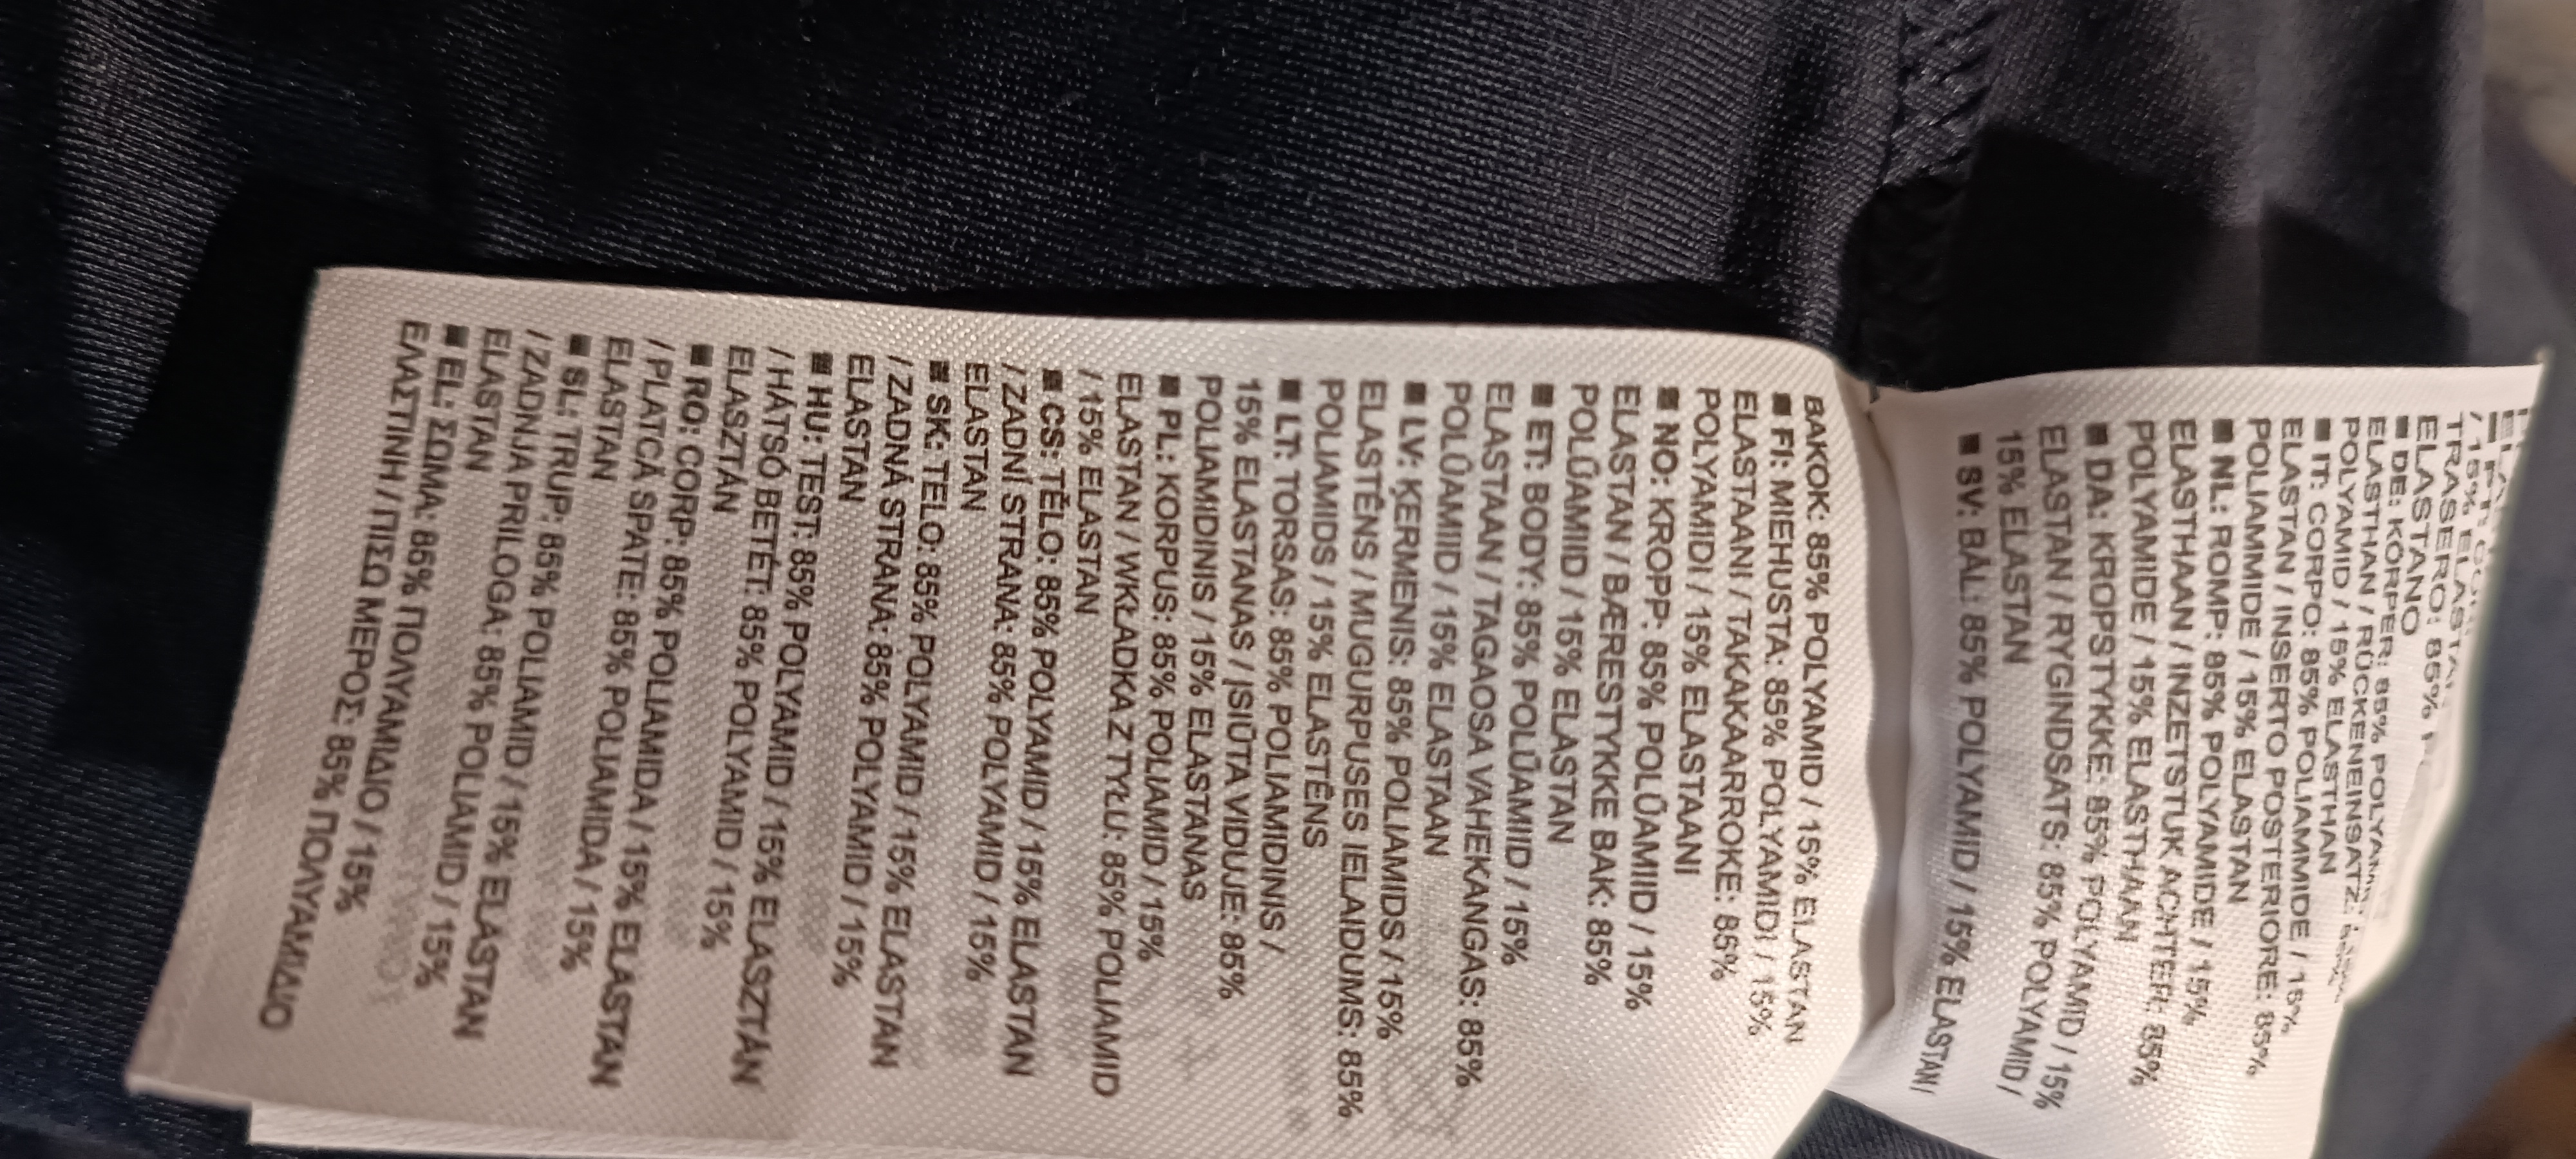 / 15% ELAST
TRASERO: 85% P
ELASTANO
■ DE: KÖRPER: 85% POLYAMID
ELASTHAN / RÜCKENEINSATZ:
POLYAMID / 15% ELASTHAN
■ IT: CORPO: 85% POLIAMMIDE / 15%
ELASTAN / INSERTO POSTERIORE: 85%
POLIAMMIDE / 15% ELASTAN
■ NL: ROMP: 85% POLYAMIDE / 15%
ELASTHAAN / INZETSTUK ACHTER: 85%
POLYAMIDE / 15% ELASTHAAN
■ DA: KROPSTYKKE: 85% POLYAMID / 15%
ELASTAN / RYGINDSATS: 85% POLYAMID /
15% ELASTAN
■ SV: BÅL: 85% POLYAMID / 15% ELASTAN /
BAKOK: 85% POLYAMID / 15% ELASTAN
■ FI: MIEHUSTA: 85% POLYAMIDI / 15%
ELASTAANI / TAKAKAARROKE: 85%
POLYAMIDI / 15% ELASTAANI
■ NO: KROPP: 85% POLŰAMIID / 15%
ELASTAN / BÆRESTYKKE BAK: 85%
POLŰAMIID / 15% ELASTAN
■ ET: BODY: 85% POLŰAMIID / 15%
ELASTAAN / TAGAOSA VAHEKANGAS: 85%
POLŰAMIID / 15% ELASTAAN
■ LV: ĶERMENIS: 85% POLIAMIDS / 15%
ELASTĒNS / MUGURPUSES IELAIDUMS: 85%
POLIAMIDS / 15% ELASTĒNS
■ LT: TORSAS: 85% POLIAMIDINIS /
15% ELASTANAS / ĮSIŪTA VIDUJE: 85%
POLIAMIDINIS / 15% ELASTANAS
■ PL: KORPUS: 85% POLIAMID / 15%
ELASTAN / WKŁADKA Z TYŁU: 85% POLIAMID
/ 15% ELASTAN
■ CS: TĚLO: 85% POLYAMID / 15% ELASTAN
/ ZADNÍ STRANA: 85% POLYAMID / 15%
ELASTAN
■ SK: TELO: 85% POLYAMID / 15% ELASTAN
/ ZADNÁ STRANA: 85% POLYAMID / 15%
ELASTAN
■ HU: TEST: 85% POLYAMID / 15% ELASZTÁN
/ HÁTSÓ BETÉT: 85% POLYAMID / 15%
ELASZTÁN
■ RO: CORP: 85% POLIAMIDA / 15% ELASTAN
/ PLATCĂ SPATE: 85% POLIAMIDA / 15%
ELASTAN
■ SL: TRUP: 85% POLIAMID / 15% ELASTAN
/ ZADNJA PRILOGA: 85% POLIAMID / 15%
ELASTAN
■ EL: ΣΩΜΑ: 85% ΠΟΛΥΑΜΙΔΙΟ / 15%
ΕΛΑΣΤΙΝΗ / ΠΙΣΩ ΜΕΡΟΣ: 85% ΠΟΛΥΑΜΙΔΙΟ